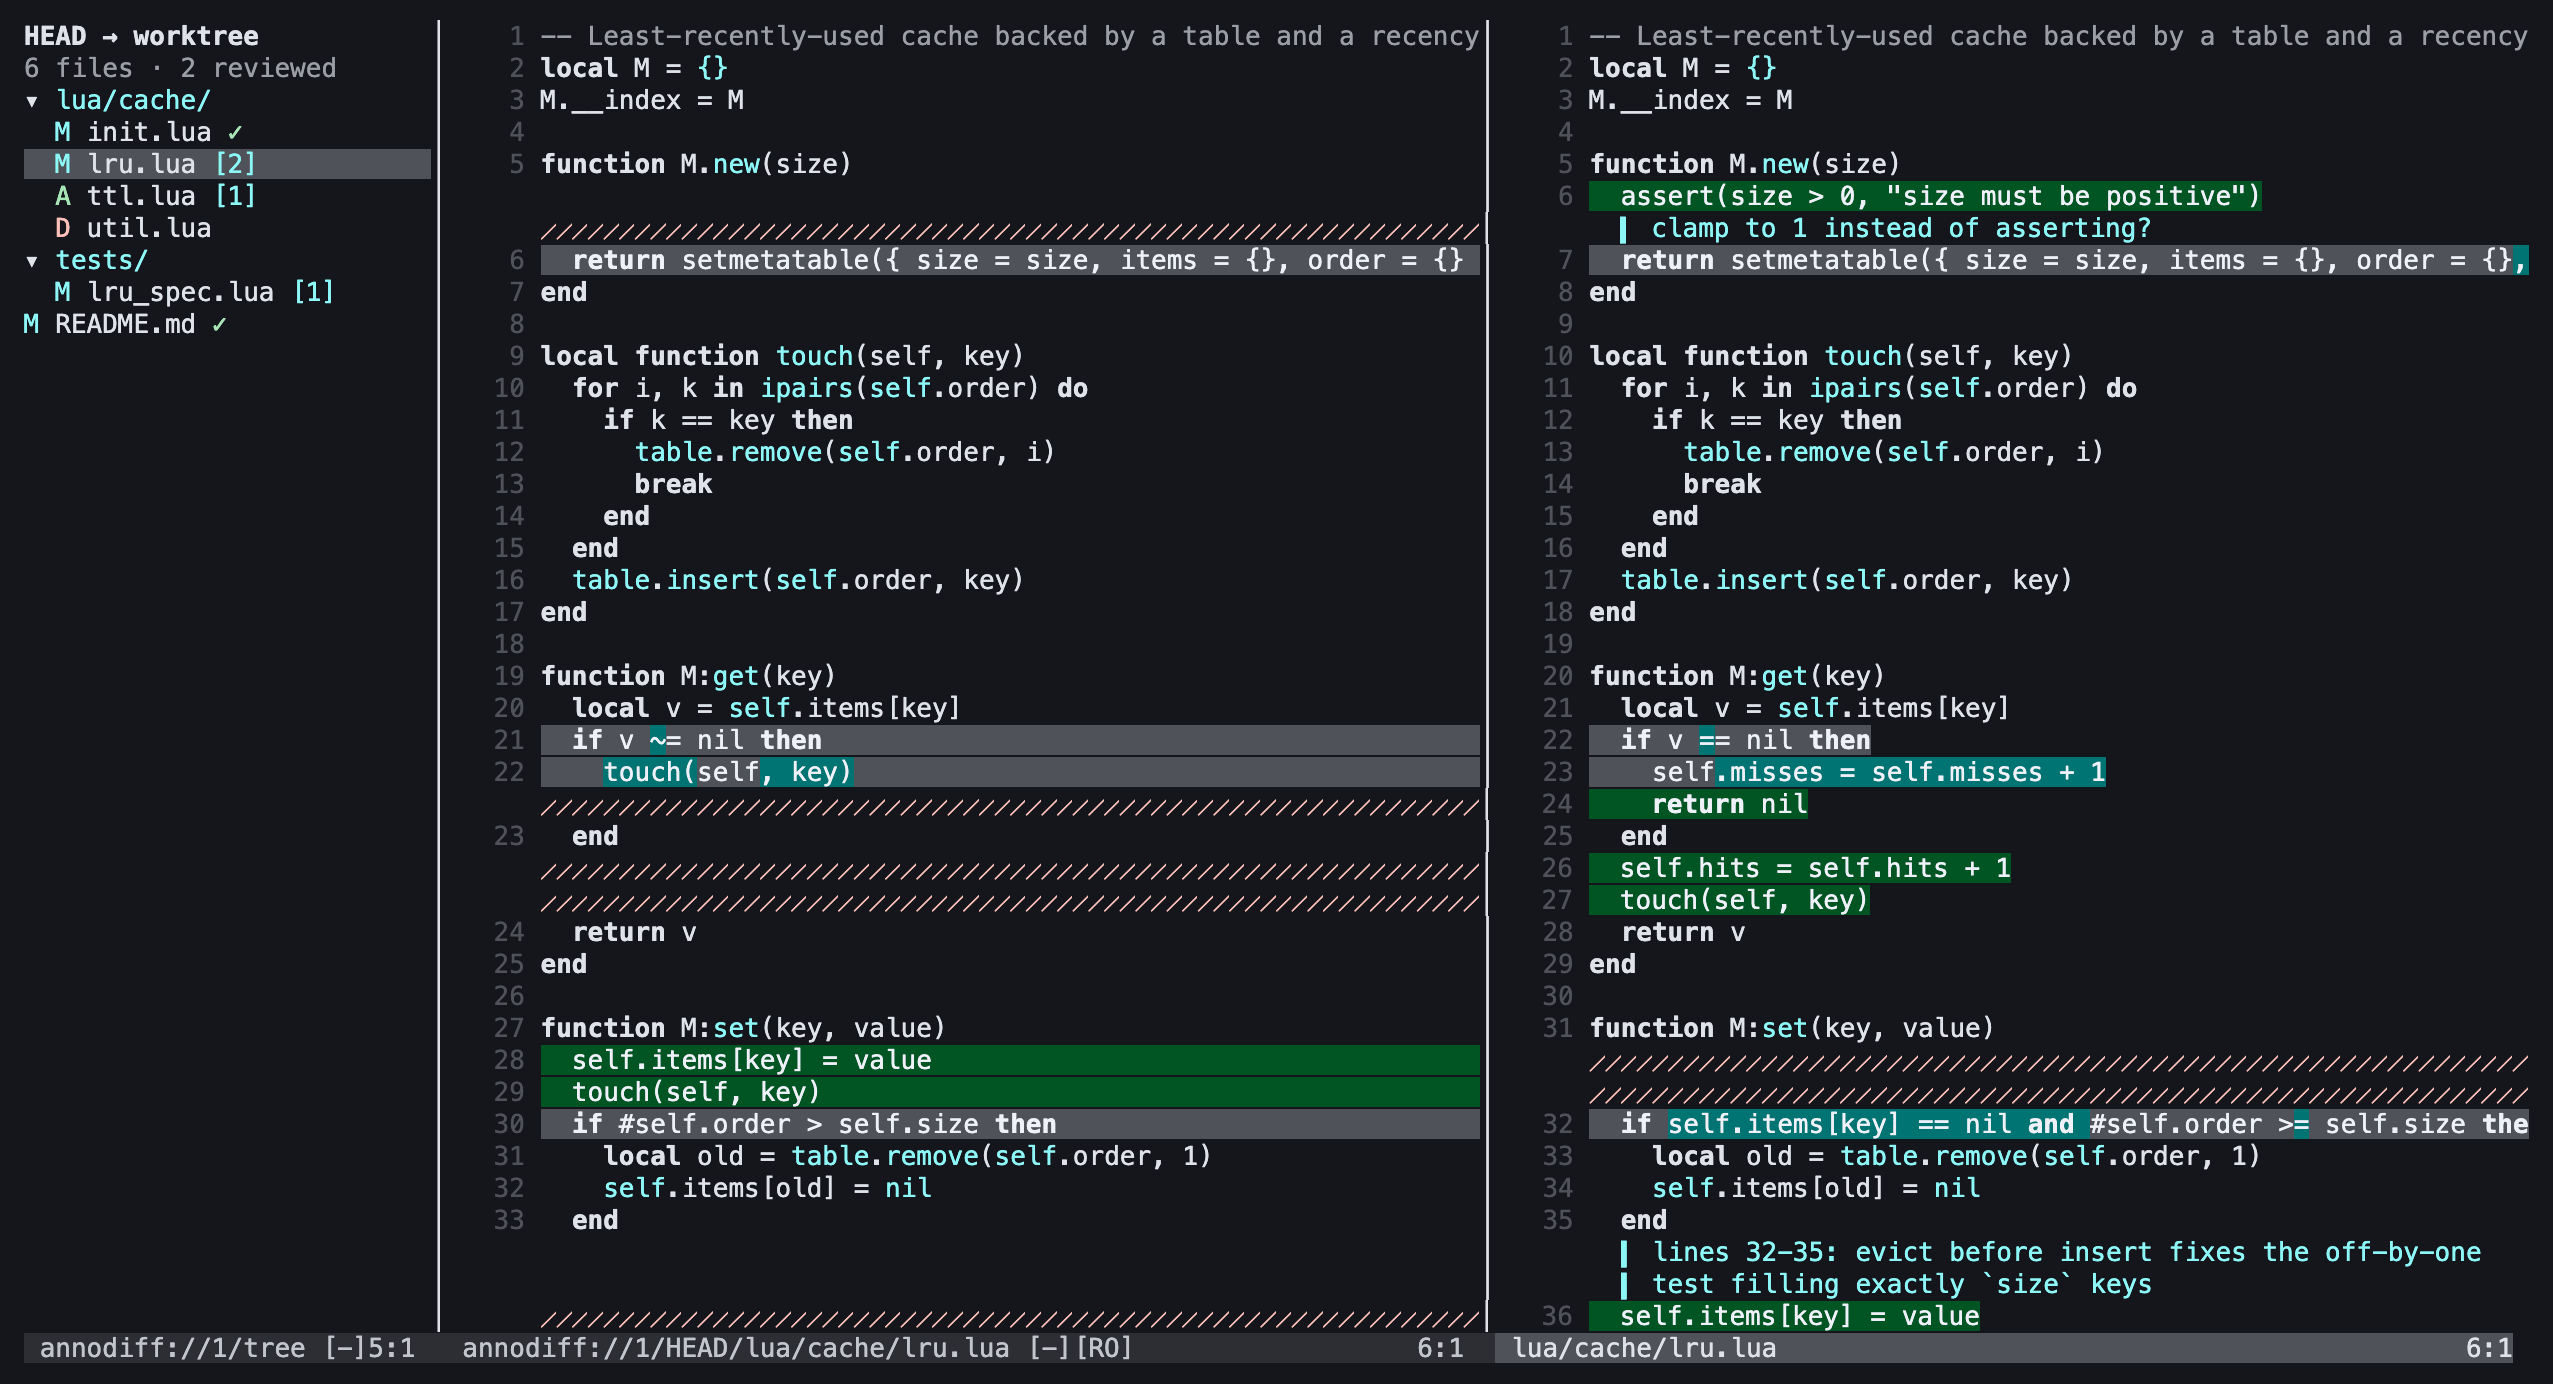 HEAD → worktree
6 files · 2 reviewed
▾ lua/cache/
M init.lua ✓
M lru.lua [2]
A ttl.lua [1]
D util.lua
▾ tests/
M lru_spec.lua [1]
M README.md ✓
1 -- Least-recently-used cache backed by a table and a recency
2 local M = {}
3 M.__index = M
4
5 function M.new(size)
6   return setmetatable({ size = size, items = {}, order = {}
7 end
8
9 local function touch(self, key)
10   for i, k in ipairs(self.order) do
11     if k == key then
12       table.remove(self.order, i)
13       break
14     end
15   end
16   table.insert(self.order, key)
17 end
18
19 function M:get(key)
20   local v = self.items[key]
21   if v ~= nil then
22     touch(self, key)
23   end
24   return v
25 end
26
27 function M:set(key, value)
28   self.items[key] = value
29   touch(self, key)
30   if #self.order > self.size then
31     local old = table.remove(self.order, 1)
32     self.items[old] = nil
33   end
1 -- Least-recently-used cache backed by a table and a recency
2 local M = {}
3 M.__index = M
4
5 function M.new(size)
6   assert(size > 0, "size must be positive")
▎ clamp to 1 instead of asserting?
7   return setmetatable({ size = size, items = {}, order = {},
8 end
9
10 local function touch(self, key)
11   for i, k in ipairs(self.order) do
12     if k == key then
13       table.remove(self.order, i)
14       break
15     end
16   end
17   table.insert(self.order, key)
18 end
19
20 function M:get(key)
21   local v = self.items[key]
22   if v == nil then
23     self.misses = self.misses + 1
24     return nil
25   end
26   self.hits = self.hits + 1
27   touch(self, key)
28   return v
29 end
30
31 function M:set(key, value)
32   if self.items[key] == nil and #self.order >= self.size the
33     local old = table.remove(self.order, 1)
34     self.items[old] = nil
35   end
▎ lines 32-35: evict before insert fixes the off-by-one
▎ test filling exactly `size` keys
36   self.items[key] = value
annodiff://1/tree [-]5:1
annodiff://1/HEAD/lua/cache/lru.lua [-][RO] 6:1
lua/cache/lru.lua 6:1